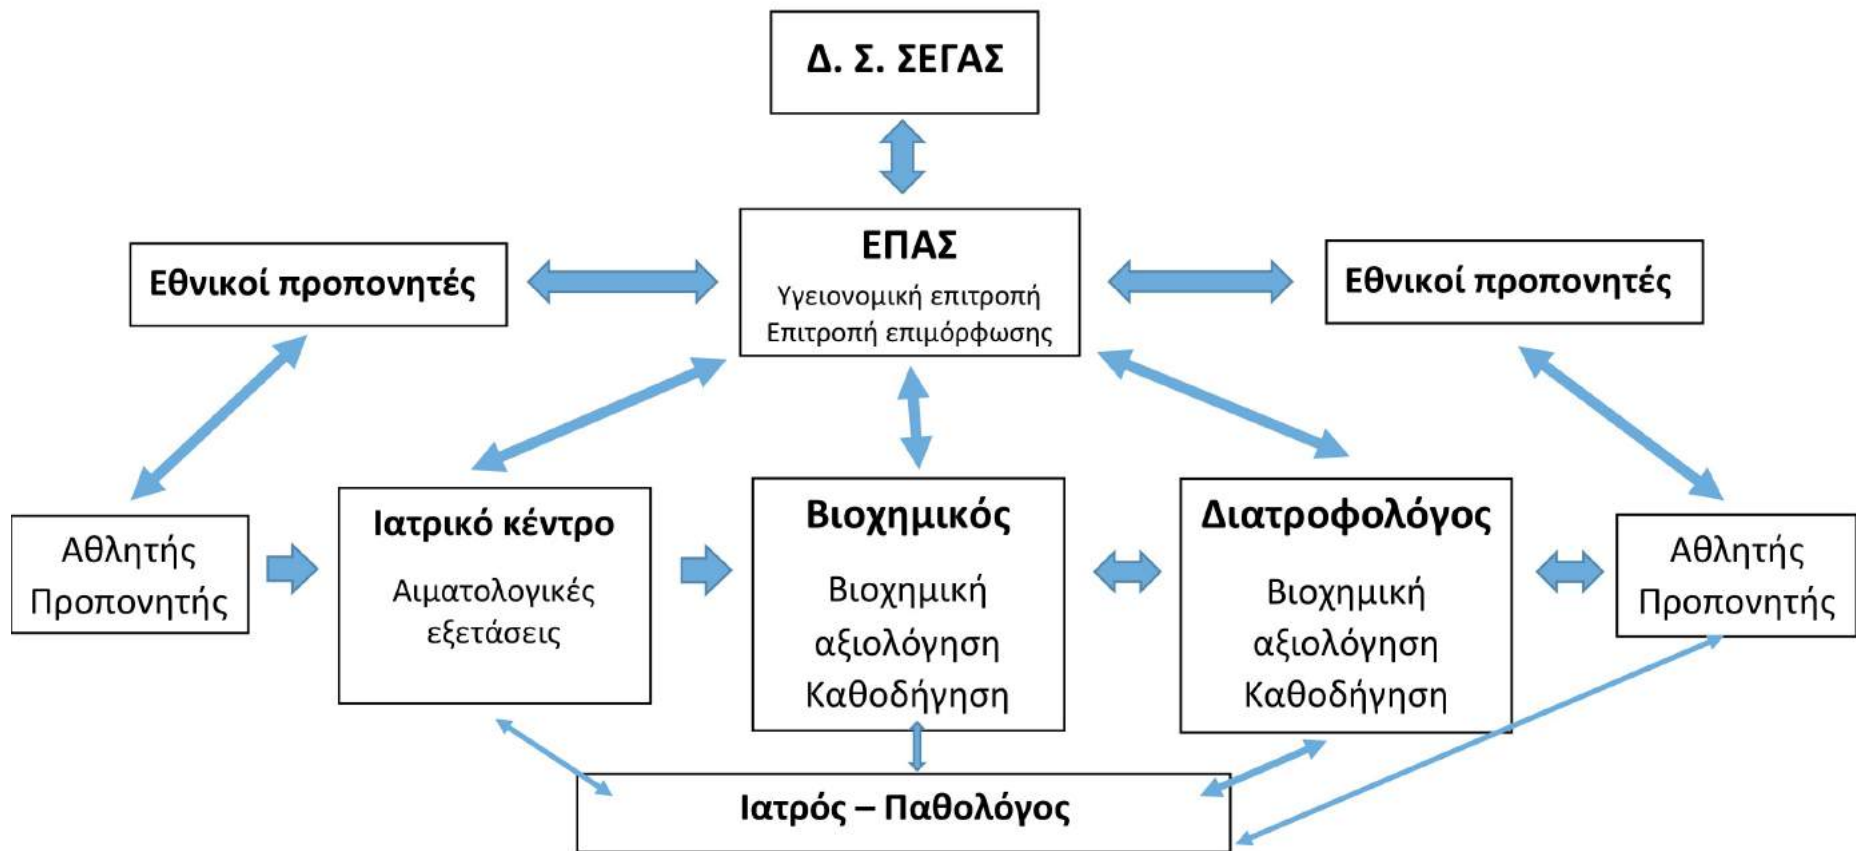 Δ. Σ. ΣΕΓΑΣ
Εθνικοί προπονητές
ΕΠΑΣ
Υγειονομική επιτροπή
Επιτροπή επιμόρφωσης
Εθνικοί προπονητές
Αθλητής
Προπονητής
Ιατρικό κέντρο
Αιματολογικές
εξετάσεις
Βιοχημικός
Βιοχημική
αξιολόγηση
Καθοδήγηση
Διατροφολόγος
Βιοχημική
αξιολόγηση
Καθοδήγηση
Αθλητής
Προπονητής
Ιατρός – Παθολόγος